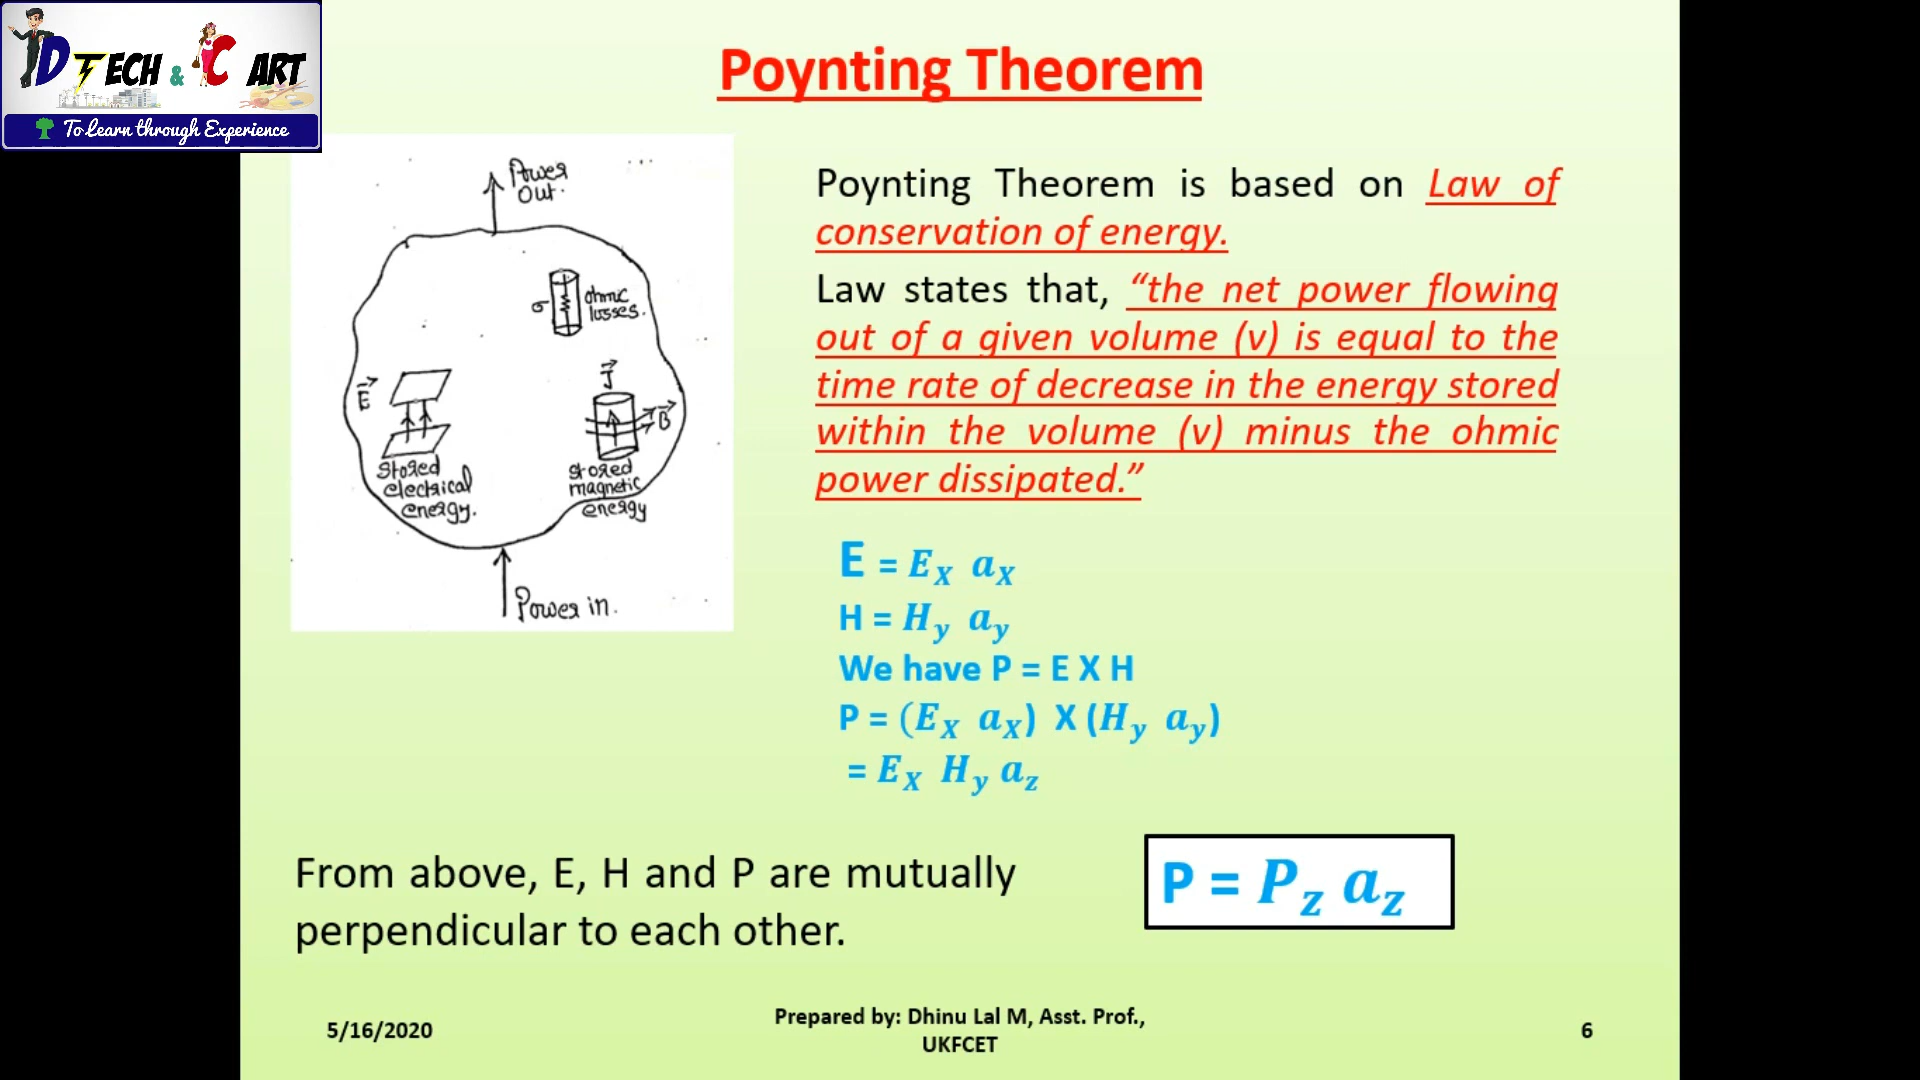 D TECH & C ART
To Learn through Experience
Poynting Theorem
Power
Out.
σ
ohmic
losses.
E
J
B
Stored
electrical
energy.
stored
magnetic
energy
Power in.
Poynting Theorem is based on Law of
conservation of energy.
Law states that, “the net power flowing
out of a given volume (v) is equal to the
time rate of decrease in the energy stored
within the volume (v) minus the ohmic
power dissipated.”
E = E_X a_X
H = H_y a_y
We have P = E X H
P = (E_X a_X) X (H_y a_y)
= E_X H_y a_z
From above, E, H and P are mutually
perpendicular to each other.
P = P_z a_z
5/16/2020
Prepared by: Dhinu Lal M, Asst. Prof.,
UKFCET
6